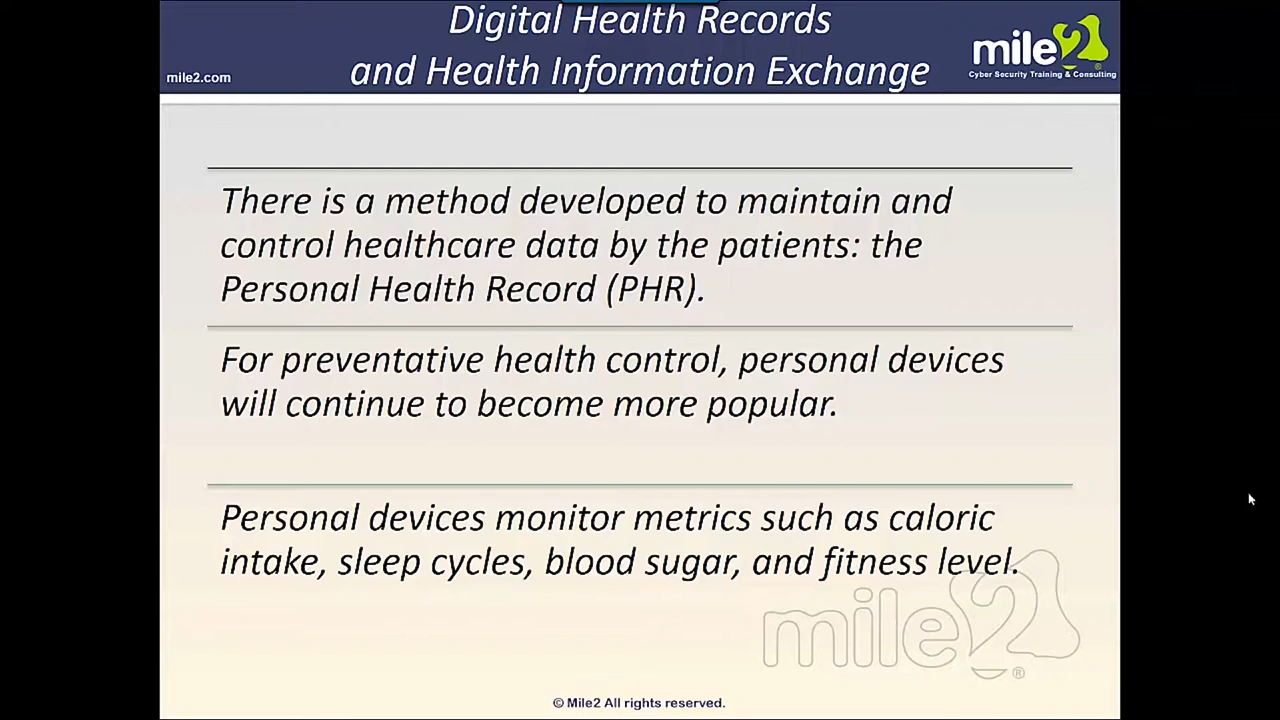 Digital Health Records
and Health Information Exchange
mile2.com
mile2®
Cyber Security Training & Consulting
There is a method developed to maintain and
control healthcare data by the patients: the
Personal Health Record (PHR).
For preventative health control, personal devices
will continue to become more popular.
Personal devices monitor metrics such as caloric
intake, sleep cycles, blood sugar, and fitness level.
mile2®
© Mile2 All rights reserved.